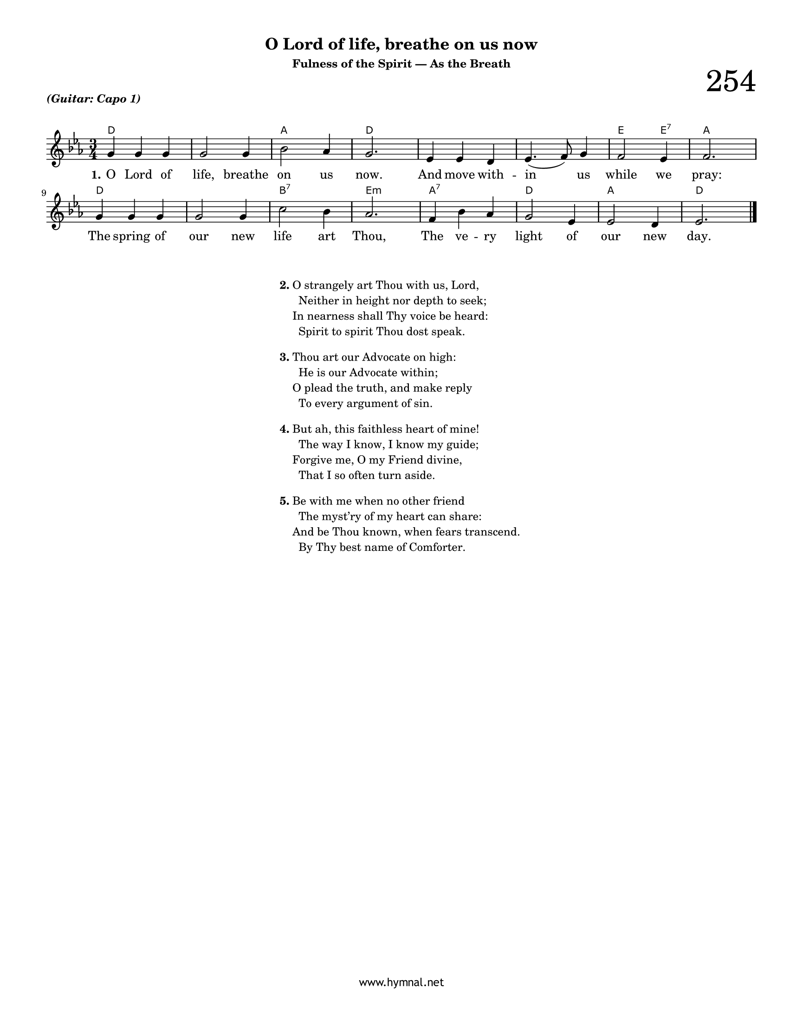 O Lord of life, breathe on us now
Fulness of the Spirit — As the Breath
254
(Guitar: Capo 1)
D A D E E7 A
3
4
1. O Lord of life, breathe on us now. And move with - in us while we pray:
9
D B7 Em A7 D A D
The spring of our new life art Thou, The ve - ry light of our new day.
2. O strangely art Thou with us, Lord,
Neither in height nor depth to seek;
In nearness shall Thy voice be heard:
Spirit to spirit Thou dost speak.
3. Thou art our Advocate on high:
He is our Advocate within;
O plead the truth, and make reply
To every argument of sin.
4. But ah, this faithless heart of mine!
The way I know, I know my guide;
Forgive me, O my Friend divine,
That I so often turn aside.
5. Be with me when no other friend
The myst'ry of my heart can share:
And be Thou known, when fears transcend.
By Thy best name of Comforter.
www.hymnal.net